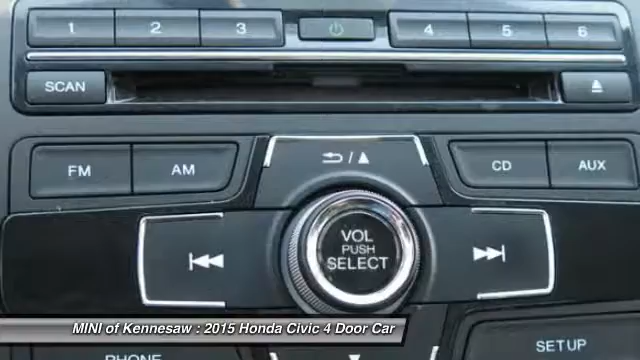 1 2 3 4 5 6
SCAN
FM AM CD AUX
VOL
PUSH
SELECT
MINI of Kennesaw : 2015 Honda Civic 4 Door Car
PHONE SETUP